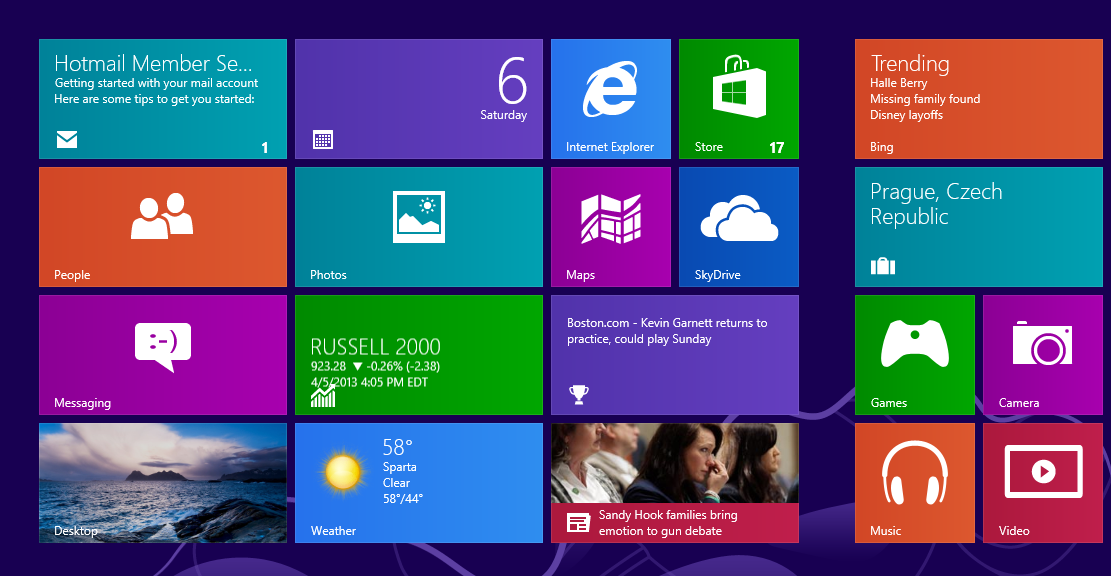 Hotmail Member Se...
Getting started with your mail account
Here are some tips to get you started:
1
6
Saturday
Internet Explorer
Store
17
Trending
Halle Berry
Missing family found
Disney layoffs
Bing
People
Photos
Maps
SkyDrive
Prague, Czech
Republic
:-)
Messaging
RUSSELL 2000
923.28 ▼ -0.26% (-2.38)
4/5/2013 4:05 PM EDT
Boston.com - Kevin Garnett returns to
practice, could play Sunday
Games
Camera
Desktop
58°
Sparta
Clear
58°/44°
Weather
Sandy Hook families bring
emotion to gun debate
Music
Video